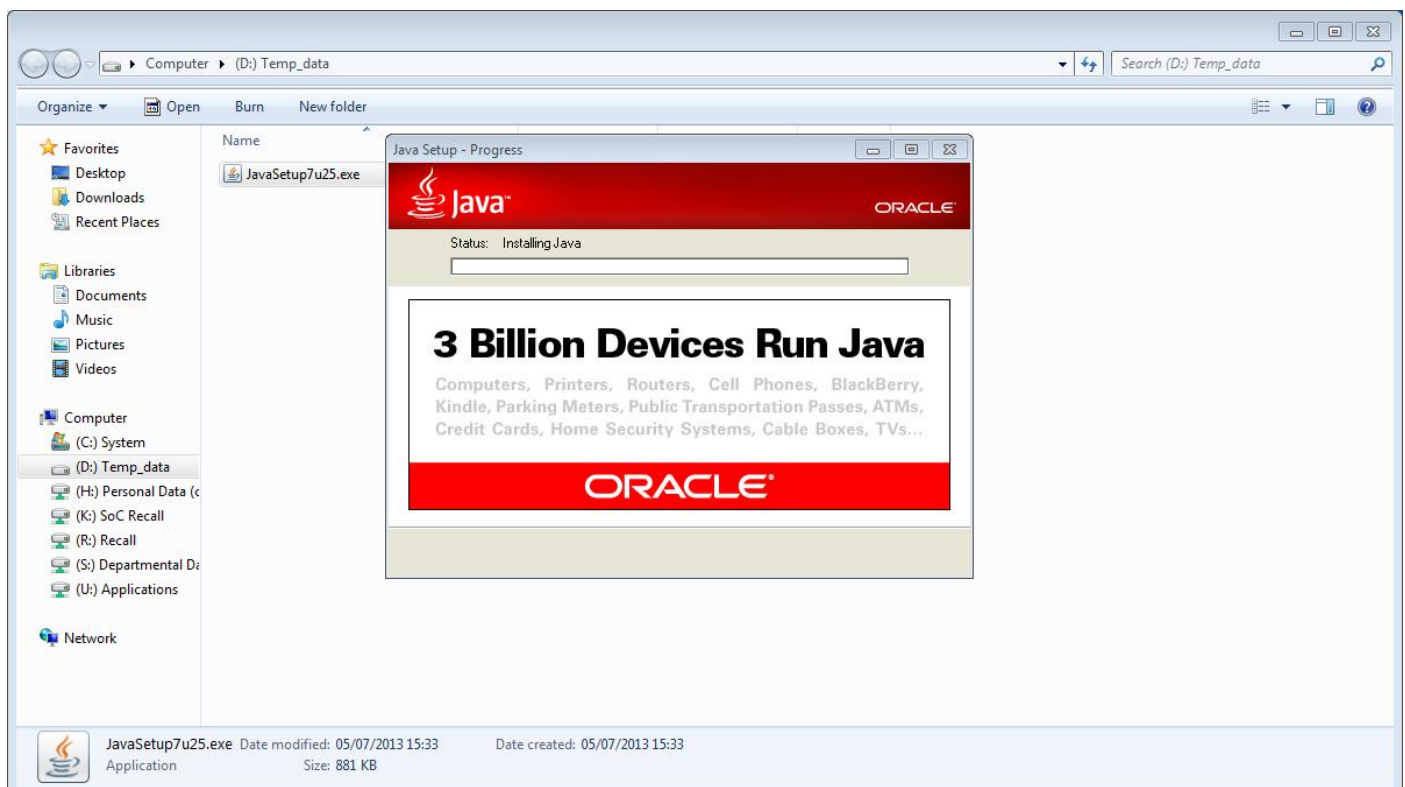 Computer ▸ (D:) Temp_data
Search (D:) Temp_data
Organize ▾ Open Burn New folder
Favorites
Desktop
Downloads
Recent Places
Libraries
Documents
Music
Pictures
Videos
Computer
(C:) System
(D:) Temp_data
(H:) Personal Data (c
(K:) SoC Recall
(R:) Recall
(S:) Departmental Da
(U:) Applications
Network
Name
JavaSetup7u25.exe
Java Setup - Progress
Java™
ORACLE
Status: Installing Java
3 Billion Devices Run Java
Computers, Printers, Routers, Cell Phones, BlackBerry,
Kindle, Parking Meters, Public Transportation Passes, ATMs,
Credit Cards, Home Security Systems, Cable Boxes, TVs...
ORACLE
JavaSetup7u25.exe Date modified: 05/07/2013 15:33 Date created: 05/07/2013 15:33
Application Size: 881 KB